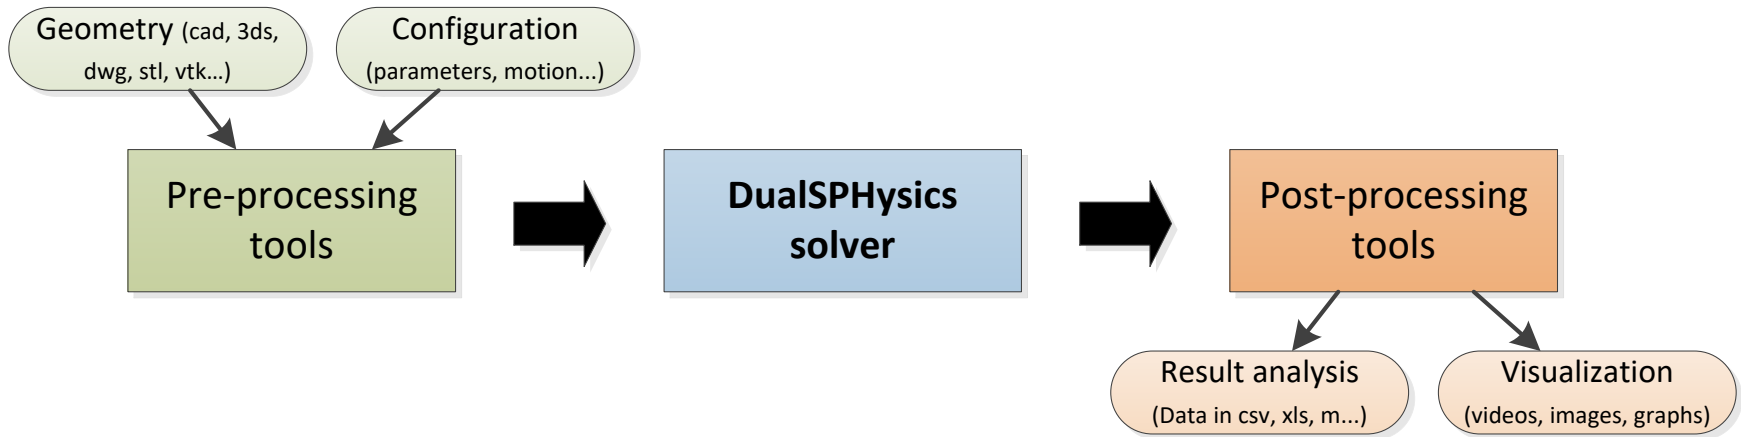 Geometry (cad, 3ds,
dwg, stl, vtk…)
Configuration
(parameters, motion...)
Pre-processing
tools
DualSPHysics
solver
Post-processing
tools
Result analysis
(Data in csv, xls, m...)
Visualization
(videos, images, graphs)